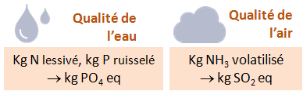 Qualité de
l'eau
Kg N lessivé, kg P ruisselé
→ kg PO4 eq
Qualité de
l'air
Kg NH3 volatilisé
→ kg SO2 eq